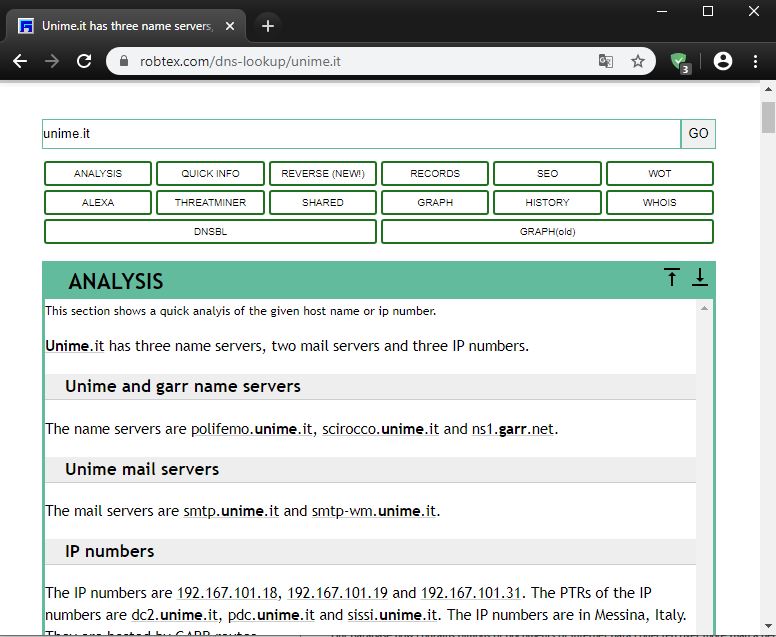 Unime.it has three name servers,
robtex.com/dns-lookup/unime.it
3
unime.it GO
ANALYSIS QUICK INFO REVERSE (NEW!) RECORDS SEO WOT
ALEXA THREATMINER SHARED GRAPH HISTORY WHOIS
DNSBL GRAPH(old)
ANALYSIS
This section shows a quick analyis of the given host name or ip number.
Unime.it has three name servers, two mail servers and three IP numbers.
Unime and garr name servers
The name servers are polifemo.unime.it, scirocco.unime.it and ns1.garr.net.
Unime mail servers
The mail servers are smtp.unime.it and smtp-wm.unime.it.
IP numbers
The IP numbers are 192.167.101.18, 192.167.101.19 and 192.167.101.31. The PTRs of the IP
numbers are dc2.unime.it, pdc.unime.it and sissi.unime.it. The IP numbers are in Messina, Italy.
They are hosted by GARR routes